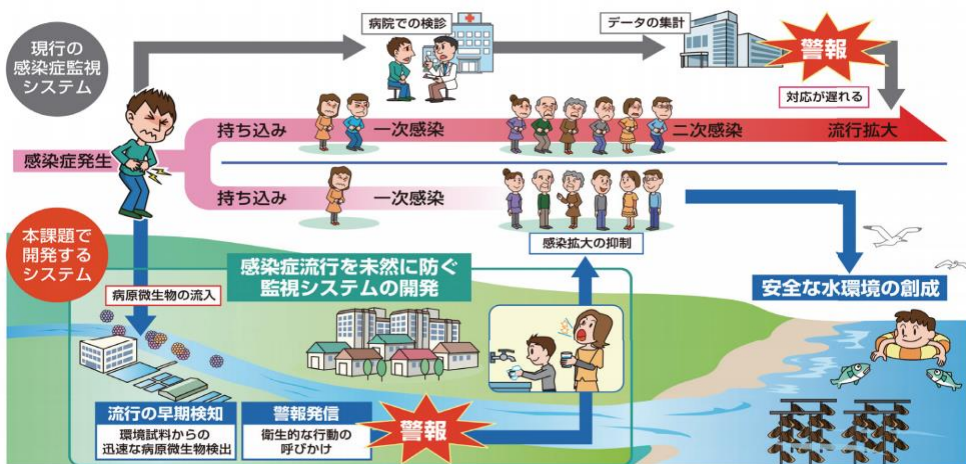 現行の
感染症監視
システム
病院での検診
データの集計
警報
対応が遅れる
感染症発生
持ち込み
一次感染
二次感染
流行拡大
持ち込み
一次感染
感染拡大の抑制
本課題で
開発する
システム
病原微生物の流入
感染症流行を未然に防ぐ
監視システムの開発
安全な水環境の創成
流行の早期検知
環境試料からの
迅速な病原微生物検出
警報発信
衛生的な行動の
呼びかけ
警報